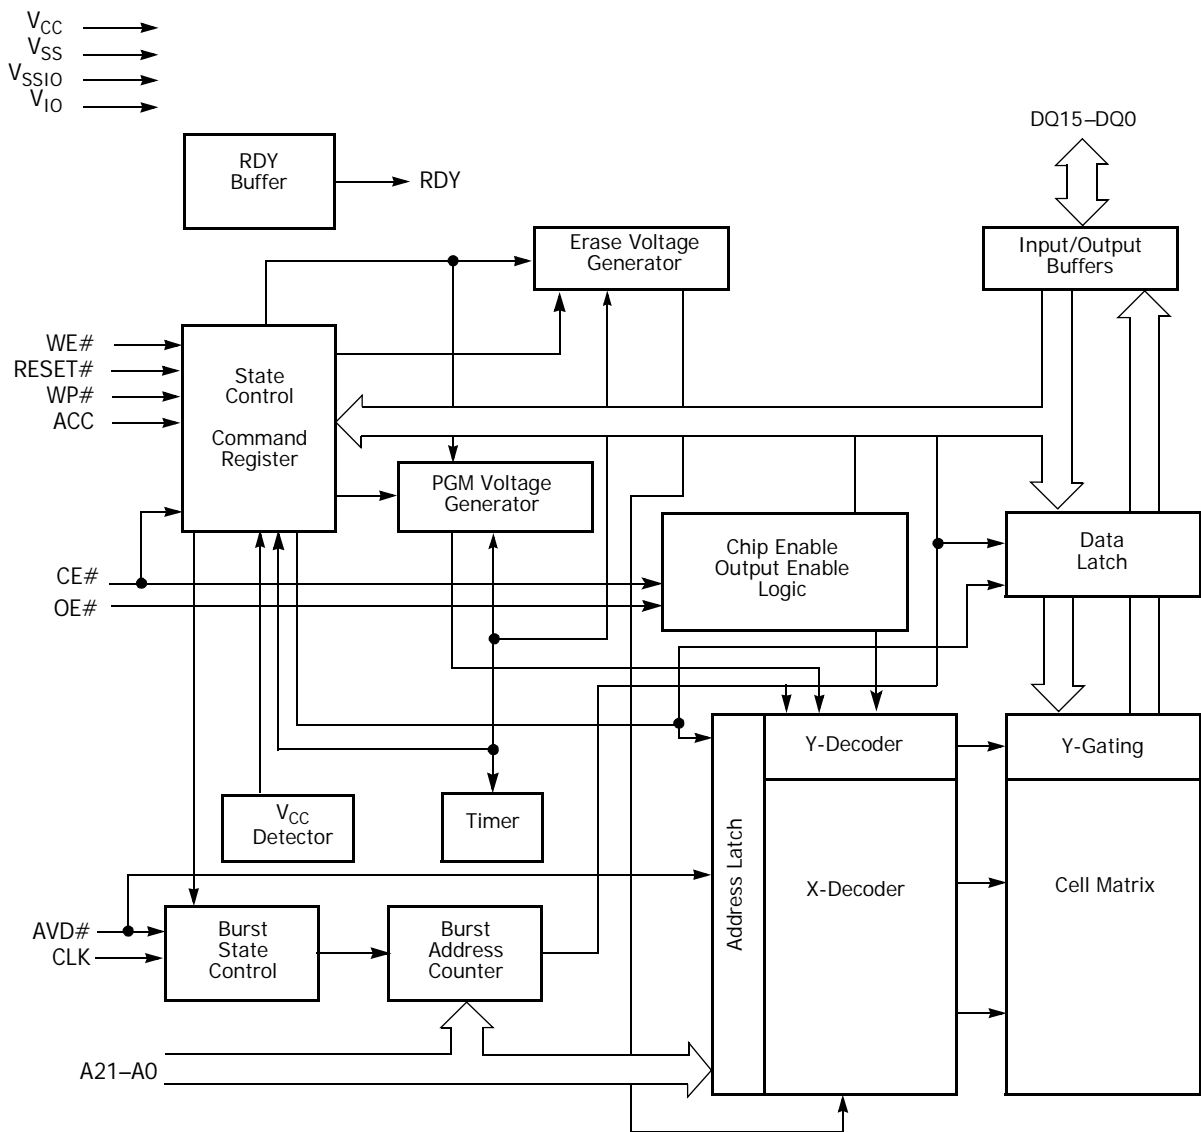 VCC
VSS
VSSIO
VIO
DQ15–DQ0
RDY
Buffer
RDY
Erase Voltage
Generator
Input/Output
Buffers
WE#
RESET#
WP#
ACC
State
Control
Command
Register
PGM Voltage
Generator
Chip Enable
Output Enable
Logic
Data
Latch
CE#
OE#
Y-Decoder
Y-Gating
VCC
Detector
Timer
Address Latch
X-Decoder
Cell Matrix
AVD#
CLK
Burst
State
Control
Burst
Address
Counter
A21–A0